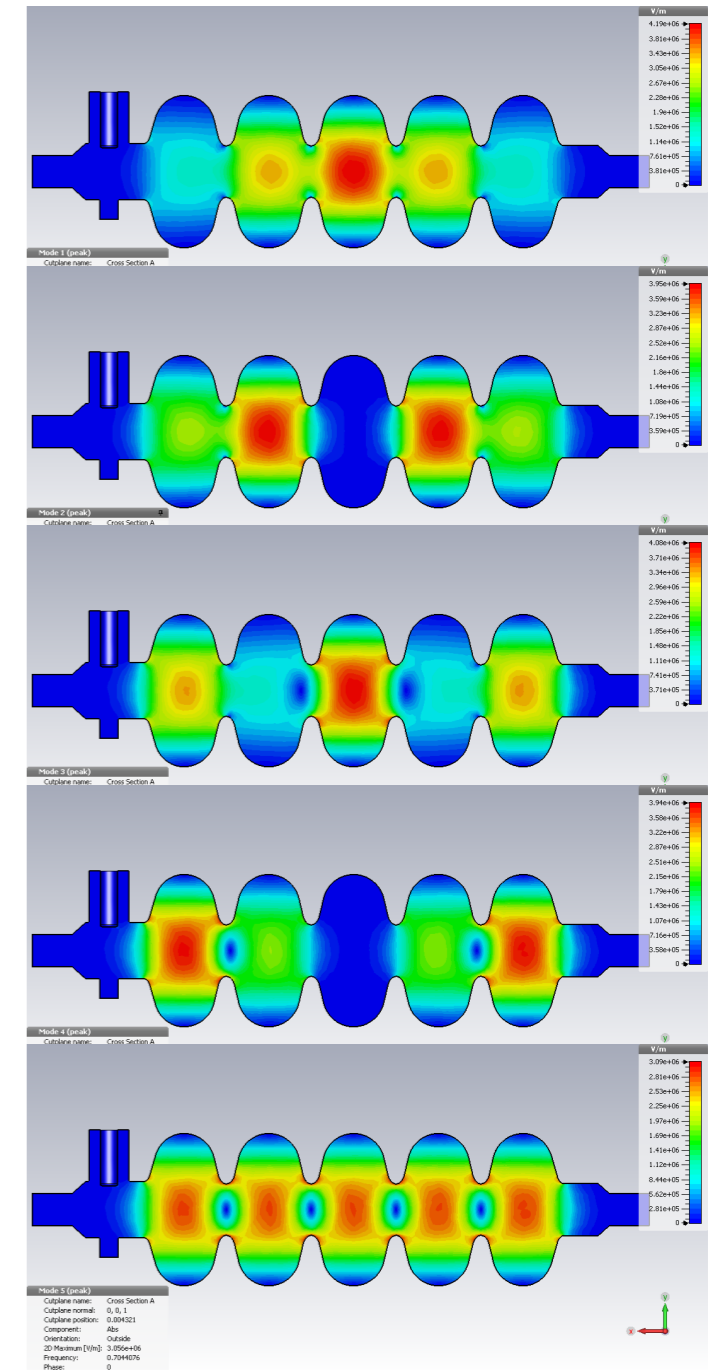 V/m
4.19e+06
3.81e+06
3.43e+06
3.05e+06
2.67e+06
2.28e+06
1.9e+06
1.52e+06
1.14e+06
7.61e+05
3.81e+05
0
Mode 1 (peak)
Cutplane name: Cross Section A
y
V/m
3.95e+06
3.59e+06
3.23e+06
2.87e+06
2.52e+06
2.16e+06
1.8e+06
1.44e+06
1.08e+06
7.19e+05
3.59e+05
0
Mode 2 (peak)
Cutplane name: Cross Section A
y
V/m
4.08e+06
3.71e+06
3.34e+06
2.96e+06
2.59e+06
2.22e+06
1.85e+06
1.48e+06
1.11e+06
7.41e+05
3.71e+05
0
Mode 3 (peak)
Cutplane name: Cross Section A
y
V/m
3.94e+06
3.58e+06
3.22e+06
2.87e+06
2.51e+06
2.15e+06
1.79e+06
1.43e+06
1.07e+06
7.16e+05
3.58e+05
0
Mode 4 (peak)
Cutplane name: Cross Section A
y
V/m
3.09e+06
2.81e+06
2.53e+06
2.25e+06
1.97e+06
1.69e+06
1.41e+06
1.12e+06
8.44e+05
5.62e+05
2.81e+05
0
Mode 5 (peak)
Cutplane name: Cross Section A
Cutplane normal: 0, 0, 1
Cutplane position: 0.004321
Component: Abs
Orientation: Outside
2D Maximum [V/m]: 3.056e+06
Frequency: 0.7044076
Phase: 0
y
x